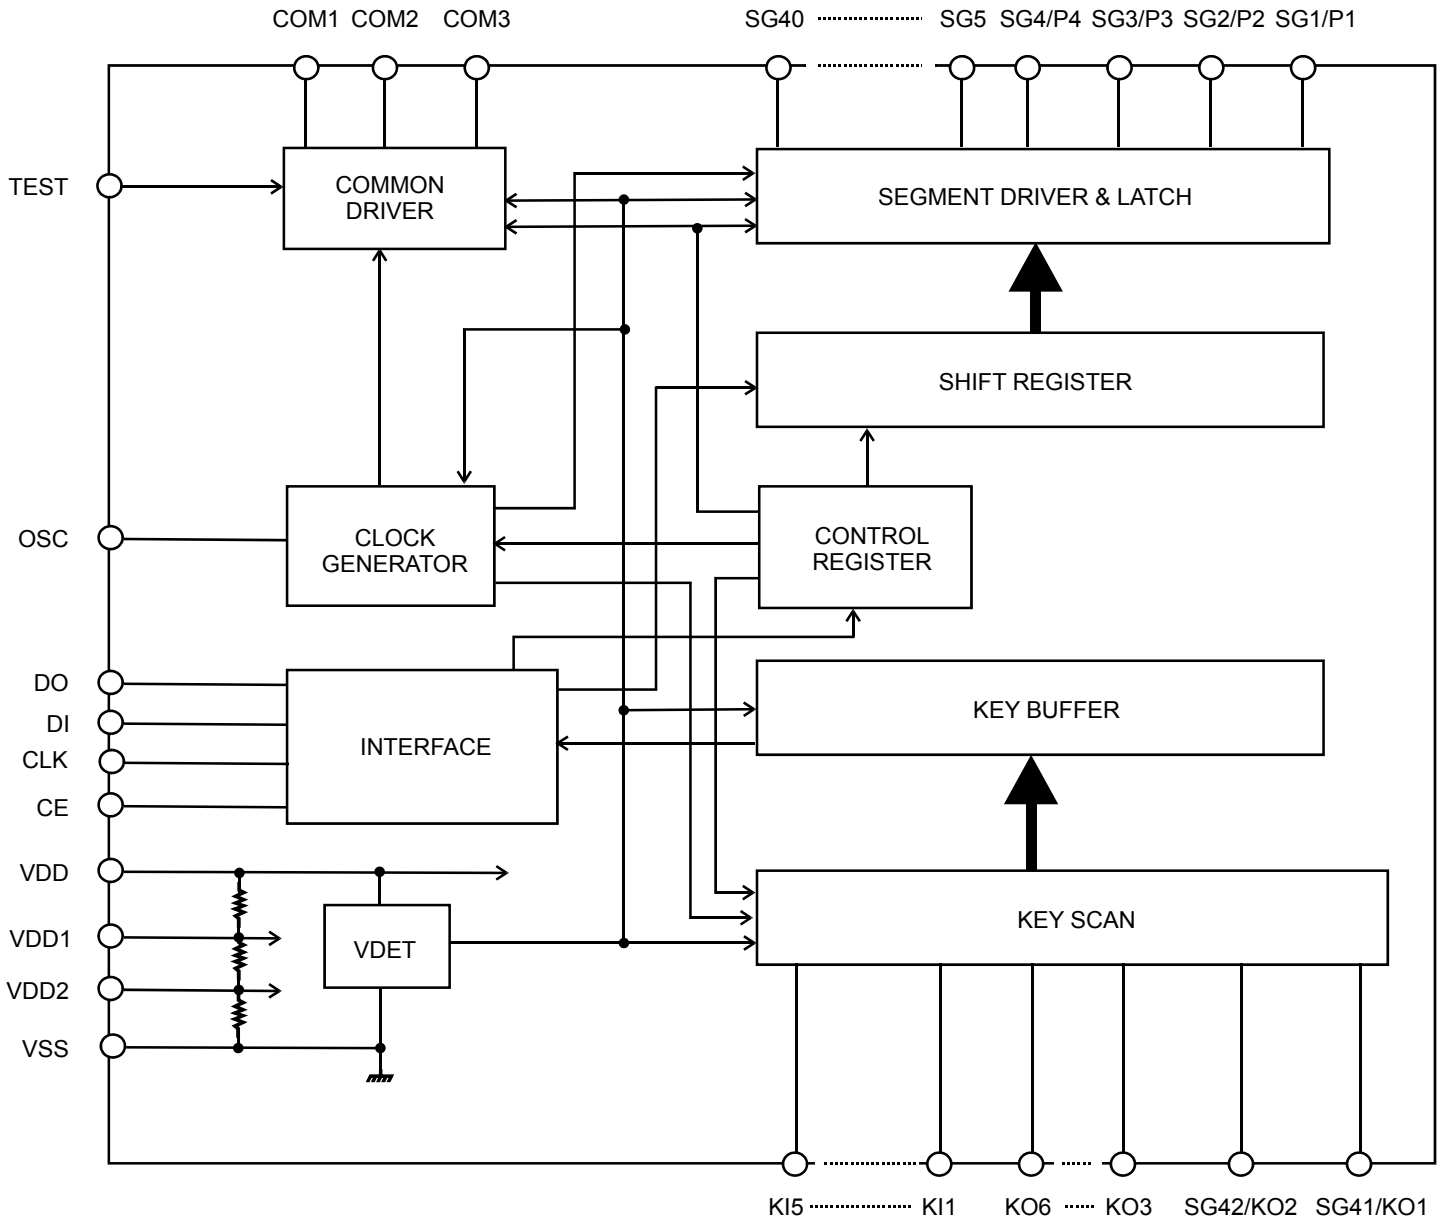 COM1 COM2 COM3 SG40 SG5 SG4/P4 SG3/P3 SG2/P2 SG1/P1
TEST
COMMON
DRIVER
SEGMENT DRIVER & LATCH
SHIFT REGISTER
OSC
CLOCK
GENERATOR
CONTROL
REGISTER
DO
DI
CLK
CE
INTERFACE
KEY BUFFER
VDD
VDD1
VDD2
VSS
VDET
KEY SCAN
KI5 KI1 KO6 KO3 SG42/KO2 SG41/KO1